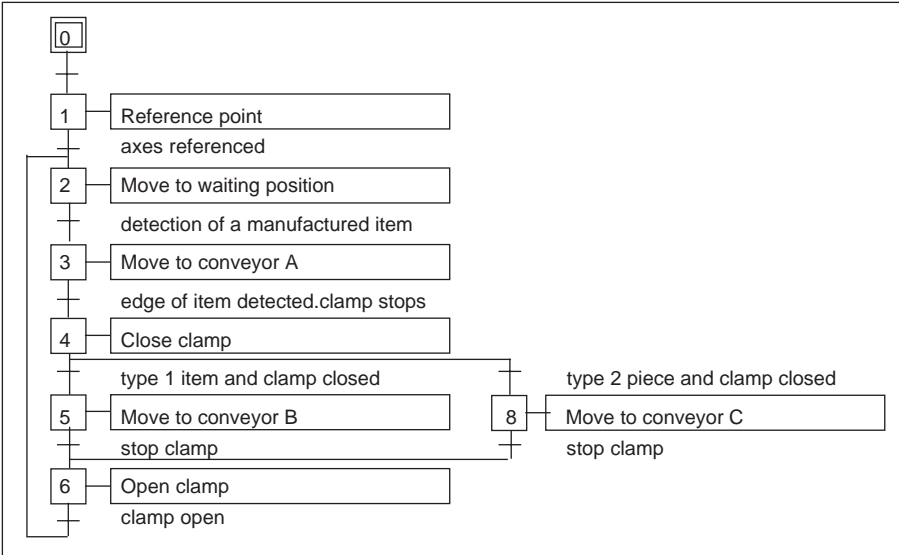 0
1 Reference point
axes referenced
2 Move to waiting position
detection of a manufactured item
3 Move to conveyor A
edge of item detected.clamp stops
4 Close clamp
type 1 item and clamp closed type 2 piece and clamp closed
5 Move to conveyor B 8 Move to conveyor C
stop clamp stop clamp
6 Open clamp
clamp open